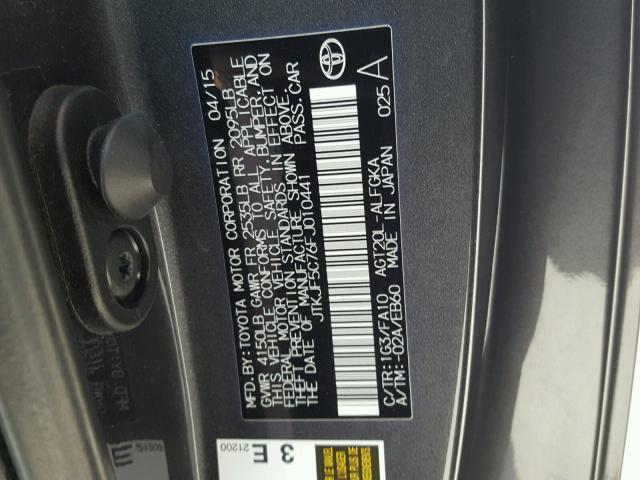 MFD.BY:TOYOTA MOTOR CORPORATION 04/15
GVWR 4150LB GAWR FR 2535LB RR 2095LB
THIS VEHICLE CONFORMS TO ALL APPLICABLE
FEDERAL MOTOR VEHICLE SAFETY,BUMPER,AND
THEFT PREVENTION STANDARDS IN EFFECT ON
THE DATE OF MANUFACTURE SHOWN ABOVE.
JTKJF5C76FJ010441 PASS.CAR
C/TR:1G3/FA10 AGT20L-ALFGKA 025 A
A/TM:-02A/EB60 MADE IN JAPAN
3 E
21200